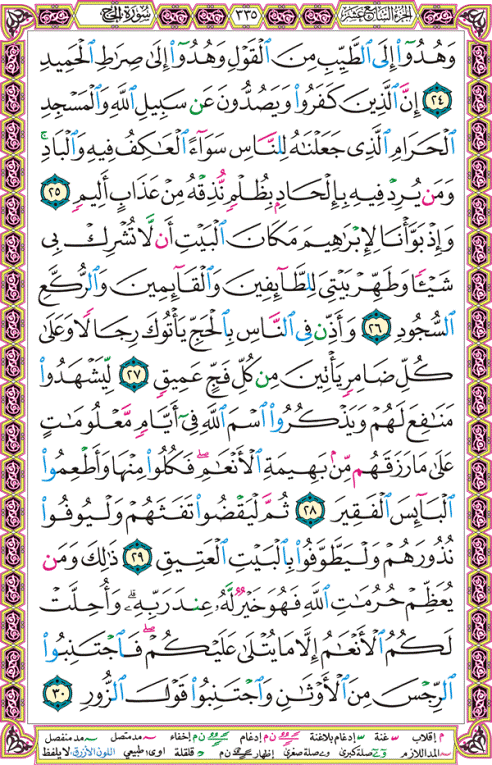 الجزء السابع عشر ٣٣٥ سورة الحج
وَهُدُوٓاْ إِلَى ٱلطَّيِّبِ مِنَ ٱلْقَوْلِ وَهُدُوٓاْ إِلَىٰ صِرَٰطِ ٱلْحَمِيدِ
٢٤ إِنَّ ٱلَّذِينَ كَفَرُواْ وَيَصُدُّونَ عَن سَبِيلِ ٱللَّهِ وَٱلْمَسْجِدِ
ٱلْحَرَامِ ٱلَّذِى جَعَلْنَٰهُ لِلنَّاسِ سَوَآءً ٱلْعَٰكِفُ فِيهِ وَٱلْبَادِۚ
وَمَن يُرِدْ فِيهِ بِإِلْحَادٍۭ بِظُلْمٍ نُّذِقْهُ مِنْ عَذَابٍ أَلِيمٍ ٢٥
وَإِذْ بَوَّأْنَا لِإِبْرَٰهِيمَ مَكَانَ ٱلْبَيْتِ أَن لَّا تُشْرِكْ بِى
شَيْـًٔا وَطَهِّرْ بَيْتِىَ لِلطَّآئِفِينَ وَٱلْقَآئِمِينَ وَٱلرُّكَّعِ
ٱلسُّجُودِ ٢٦ وَأَذِّن فِى ٱلنَّاسِ بِٱلْحَجِّ يَأْتُوكَ رِجَالًا وَعَلَىٰ
كُلِّ ضَامِرٍ يَأْتِينَ مِن كُلِّ فَجٍّ عَمِيقٍ ٢٧ لِّيَشْهَدُواْ
مَنَٰفِعَ لَهُمْ وَيَذْكُرُواْ ٱسْمَ ٱللَّهِ فِىٓ أَيَّامٍ مَّعْلُومَٰتٍ
عَلَىٰ مَا رَزَقَهُم مِّنۢ بَهِيمَةِ ٱلْأَنْعَٰمِۖ فَكُلُواْ مِنْهَا وَأَطْعِمُواْ
ٱلْبَآئِسَ ٱلْفَقِيرَ ٢٨ ثُمَّ لْيَقْضُواْ تَفَثَهُمْ وَلْيُوفُواْ
نُذُورَهُمْ وَلْيَطَّوَّفُواْ بِٱلْبَيْتِ ٱلْعَتِيقِ ٢٩ ذَٰلِكَ وَمَن
يُعَظِّمْ حُرُمَٰتِ ٱللَّهِ فَهُوَ خَيْرٌ لَّهُۥ عِندَ رَبِّهِۦۗ وَأُحِلَّتْ
لَكُمُ ٱلْأَنْعَٰمُ إِلَّا مَا يُتْلَىٰ عَلَيْكُمْۖ فَٱجْتَنِبُواْ
ٱلرِّجْسَ مِنَ ٱلْأَوْثَٰنِ وَٱجْتَنِبُواْ قَوْلَ ٱلزُّورِ ٣٠
م إقلاب س غنة إدغام بلاغنة ن م إدغام ن م إخفاء مد متصل مد منفصل
المد اللازم صلة كبرى صلة صغرى إظهار ن م قلقلة ا و ى طبيعي اللون الأزرق: لا يلفظ